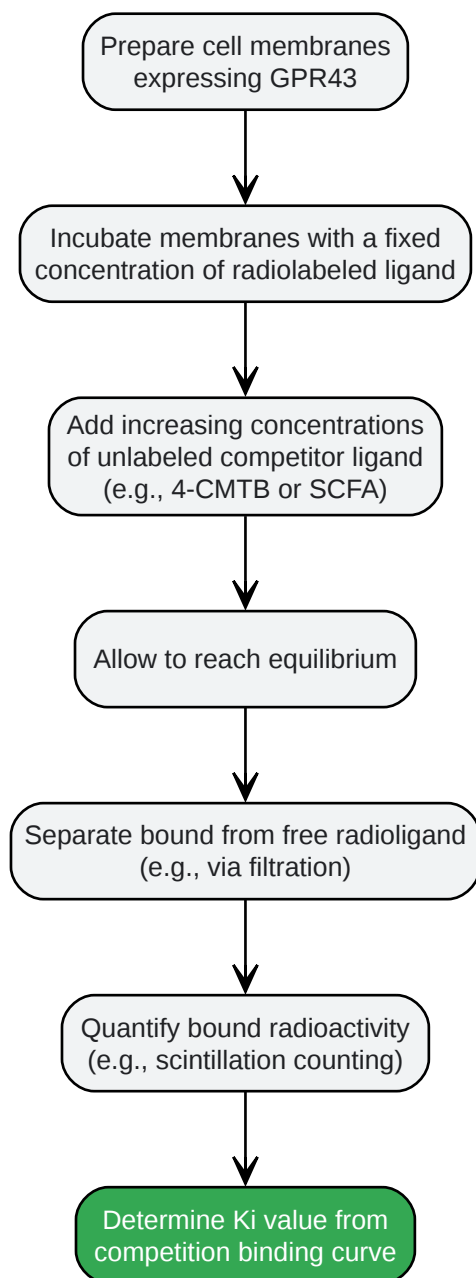 Prepare cell membranes
expressing GPR43
Incubate membranes with a fixed
concentration of radiolabeled ligand
Add increasing concentrations
of unlabeled competitor ligand
(e.g., 4-CMTB or SCFA)
Allow to reach equilibrium
Separate bound from free radioligand
(e.g., via filtration)
Quantify bound radioactivity
(e.g., scintillation counting)
Determine Ki value from
competition binding curve